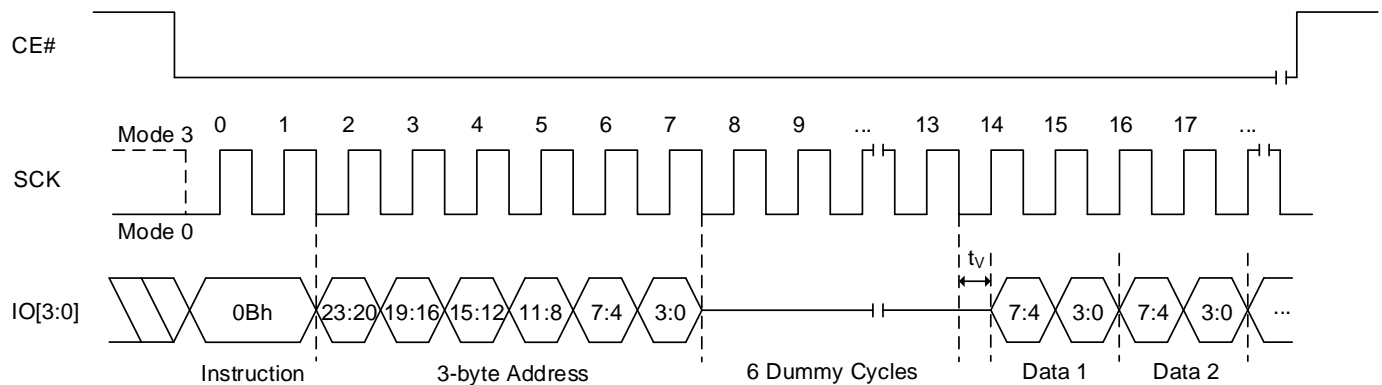 CE#
0 1 2 3 4 5 6 7 8 9 ... 13 14 15 16 17 ...
Mode 3
SCK
Mode 0
tV
IO[3:0] 0Bh 23:20 19:16 15:12 11:8 7:4 3:0 7:4 3:0 7:4 3:0 ...
Instruction 3-byte Address 6 Dummy Cycles Data 1 Data 2